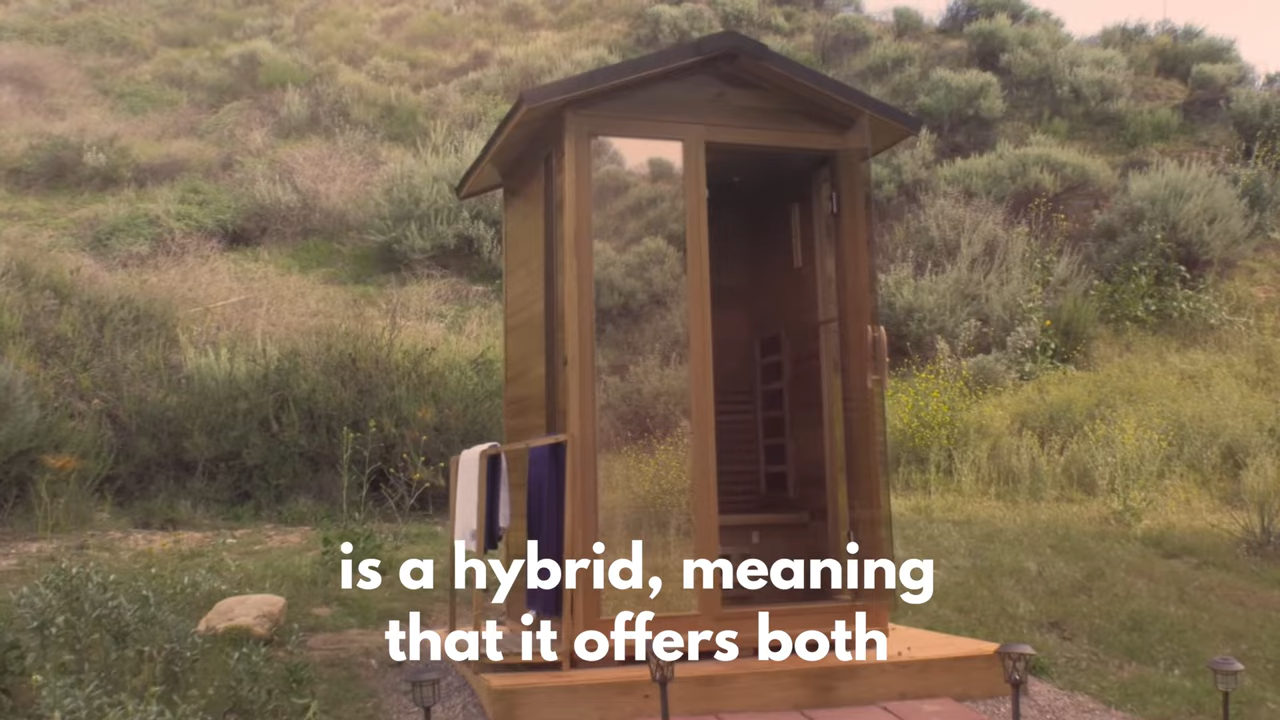 is a hybrid, meaning
that it offers both